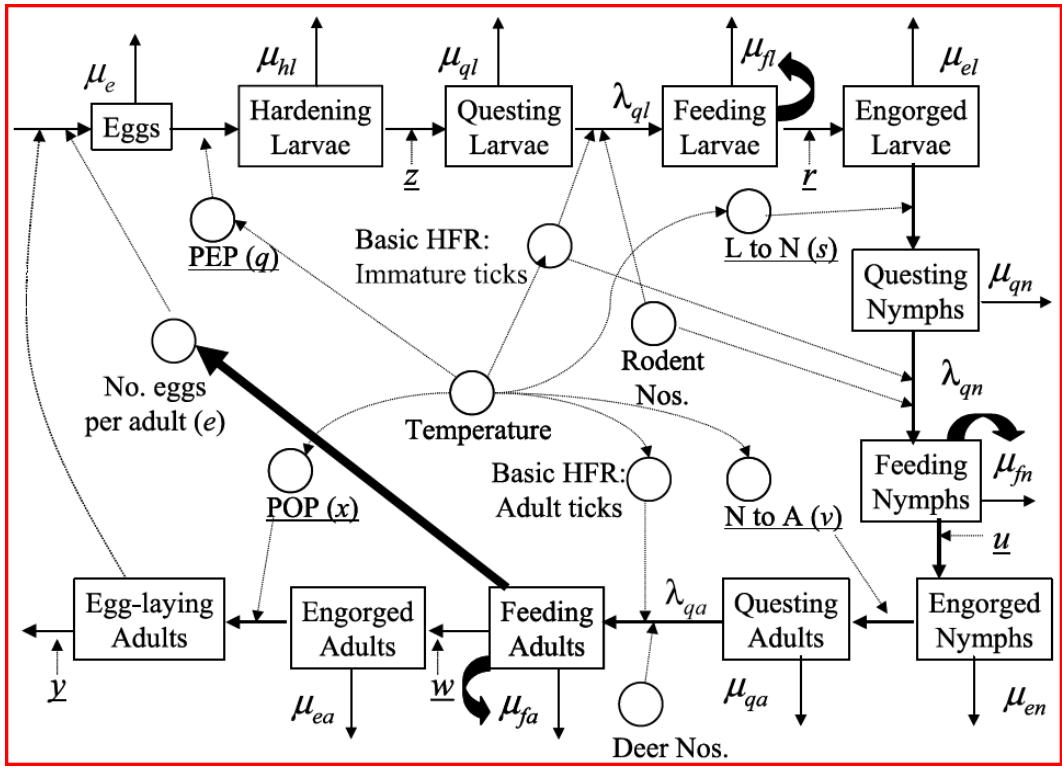 μe
μhl
μql
μfl
μel
λql
Eggs
Hardening
Larvae
Questing
Larvae
Feeding
Larvae
Engorged
Larvae
z
r
PEP (q)
Basic HFR:
Immature ticks
L to N (s)
Questing
Nymphs
μqn
No. eggs
per adult (e)
Temperature
Rodent
Nos.
λqn
POP (x)
Basic HFR:
Adult ticks
N to A (v)
Feeding
Nymphs
μfn
u
Egg-laying
Adults
Engorged
Adults
Feeding
Adults
λqa
Questing
Adults
Engorged
Nymphs
y
μea
w
μfa
Deer Nos.
μqa
μen